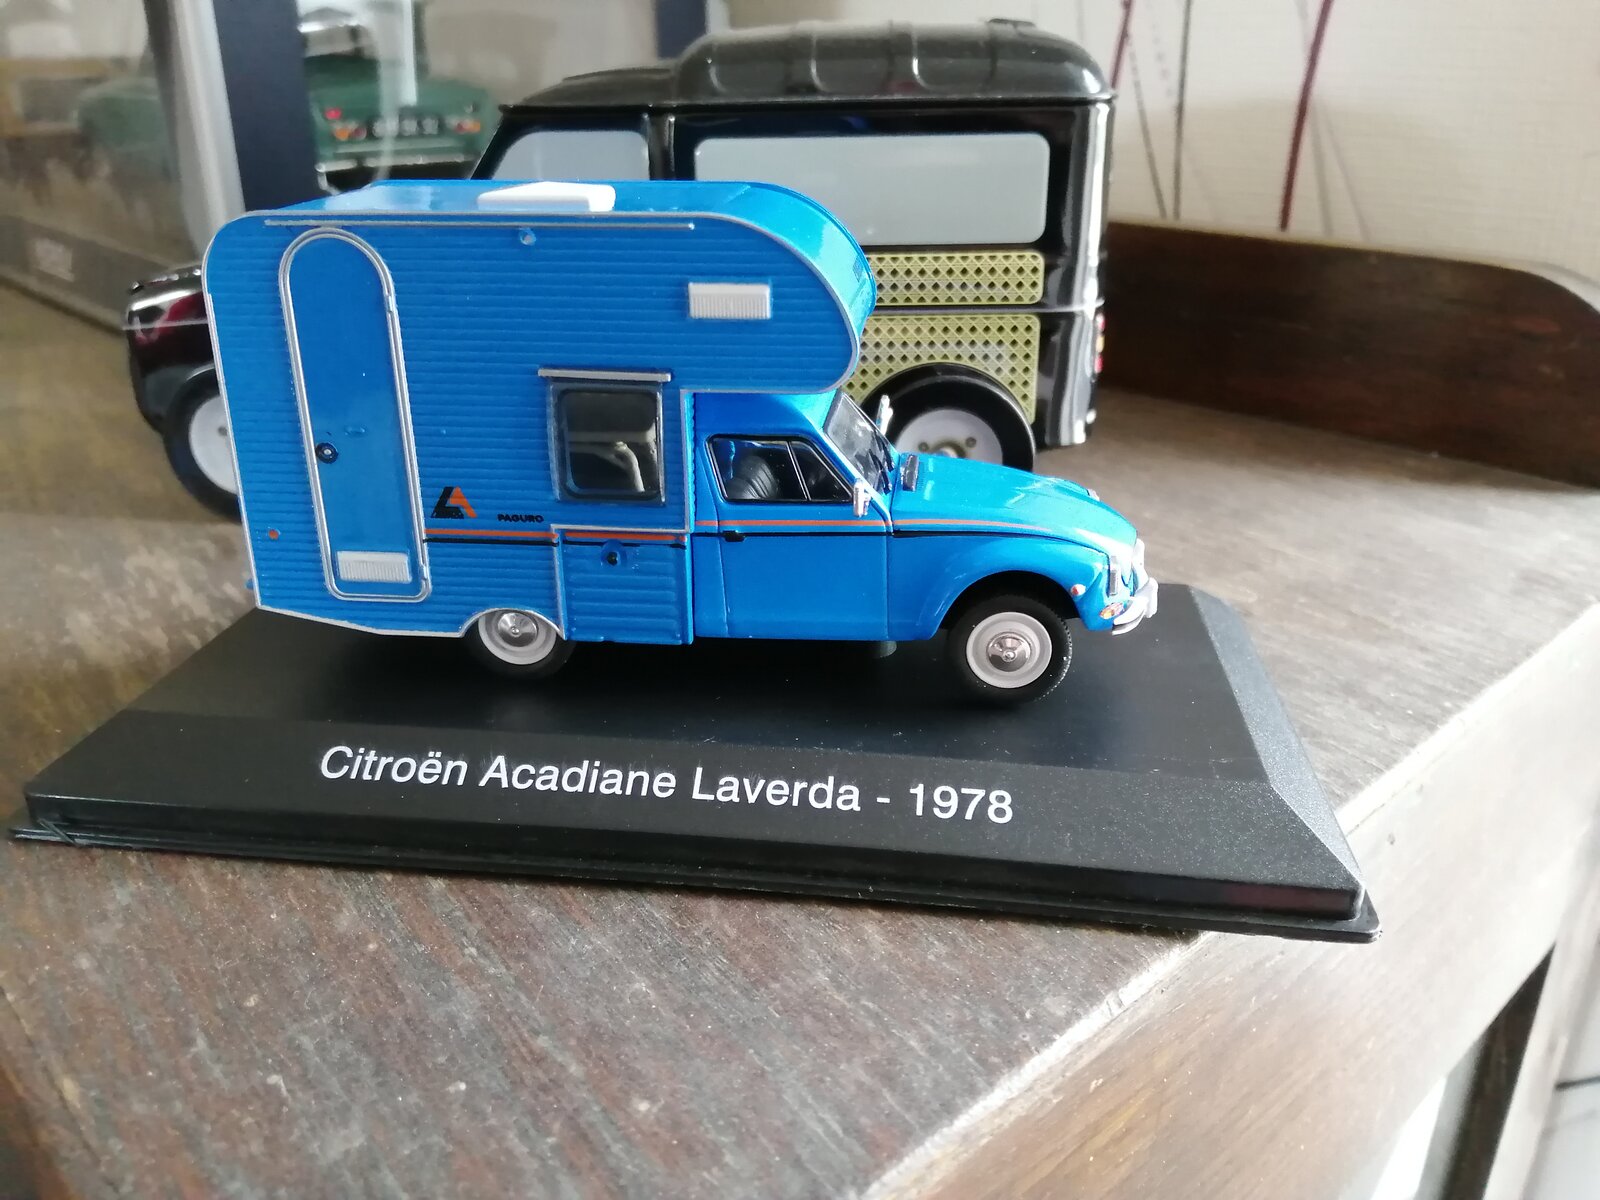 PAGURO
Citroën Acadiane Laverda - 1978